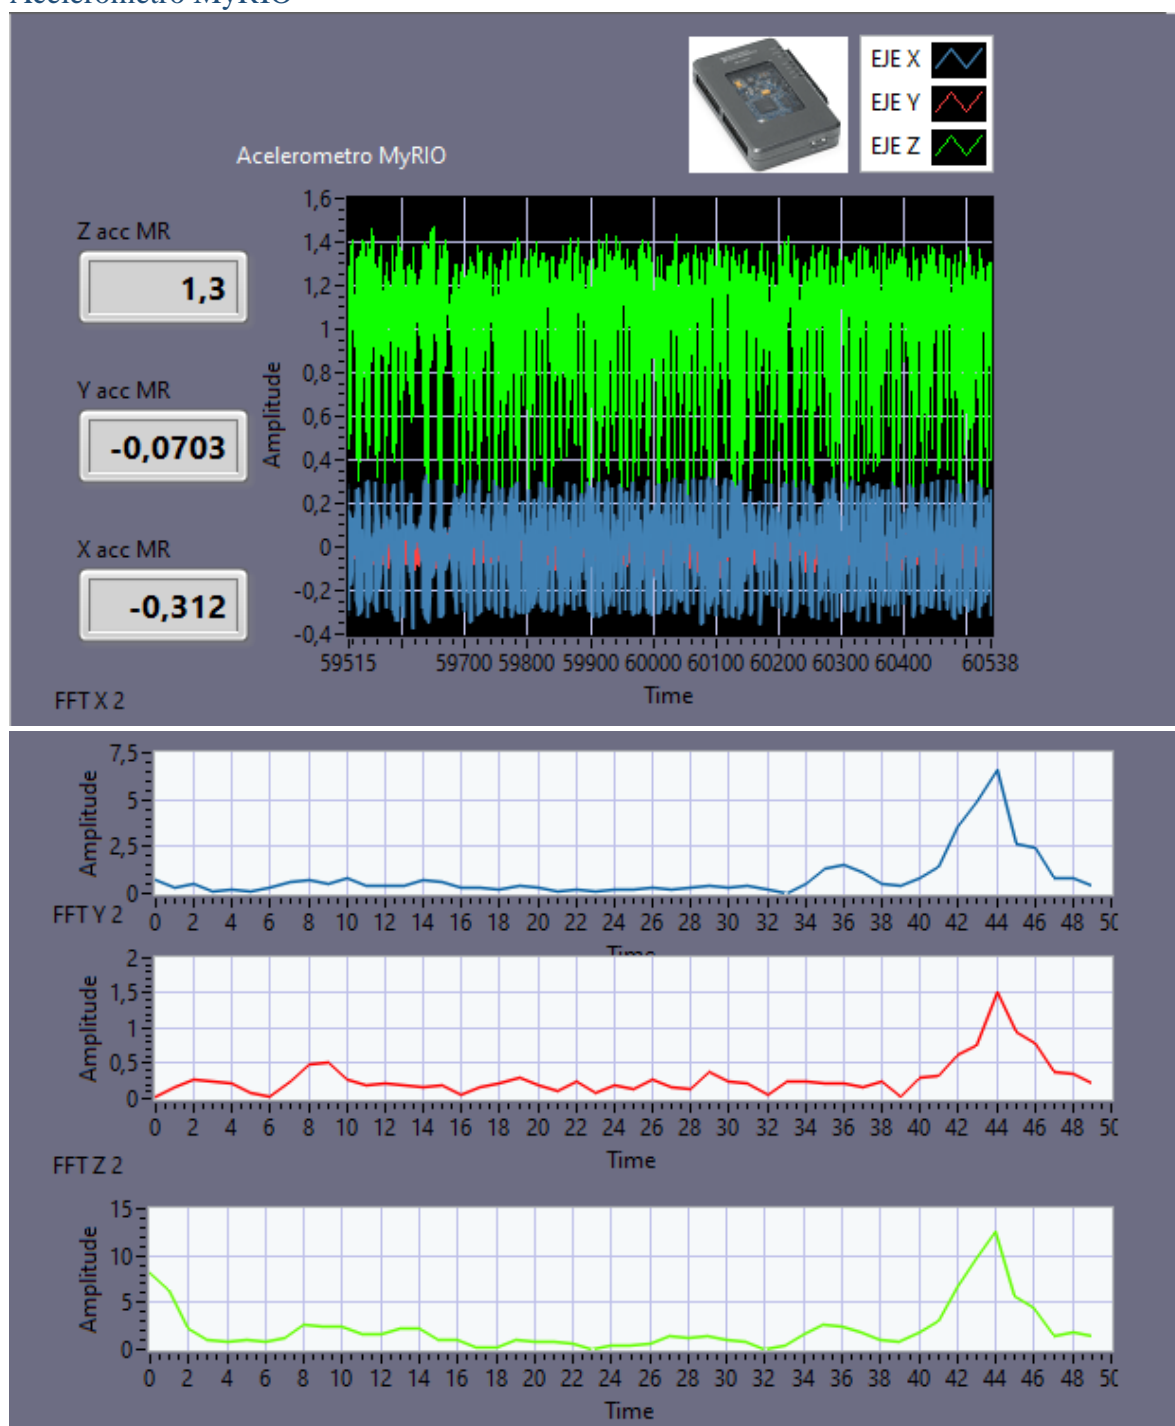 Acelerometro MyRIO
EJE X
EJE Y
EJE Z
Acelerometro MyRIO
Z acc MR
1,3
Y acc MR
-0,0703
X acc MR
-0,312
Amplitude
1,6
1,4
1,2
1
0,8
0,6
0,4
0,2
0
-0,2
-0,4
59515 59700 59800 59900 60000 60100 60200 60300 60400 60538
Time
FFT X 2
Amplitude
7,5
5
2,5
0
0 2 4 6 8 10 12 14 16 18 20 22 24 26 28 30 32 34 36 38 40 42 44 46 48 50
Time
FFT Y 2
Amplitude
2
1,5
1
0,5
0
0 2 4 6 8 10 12 14 16 18 20 22 24 26 28 30 32 34 36 38 40 42 44 46 48 50
Time
FFT Z 2
Amplitude
15
10
5
0
0 2 4 6 8 10 12 14 16 18 20 22 24 26 28 30 32 34 36 38 40 42 44 46 48 50
Time